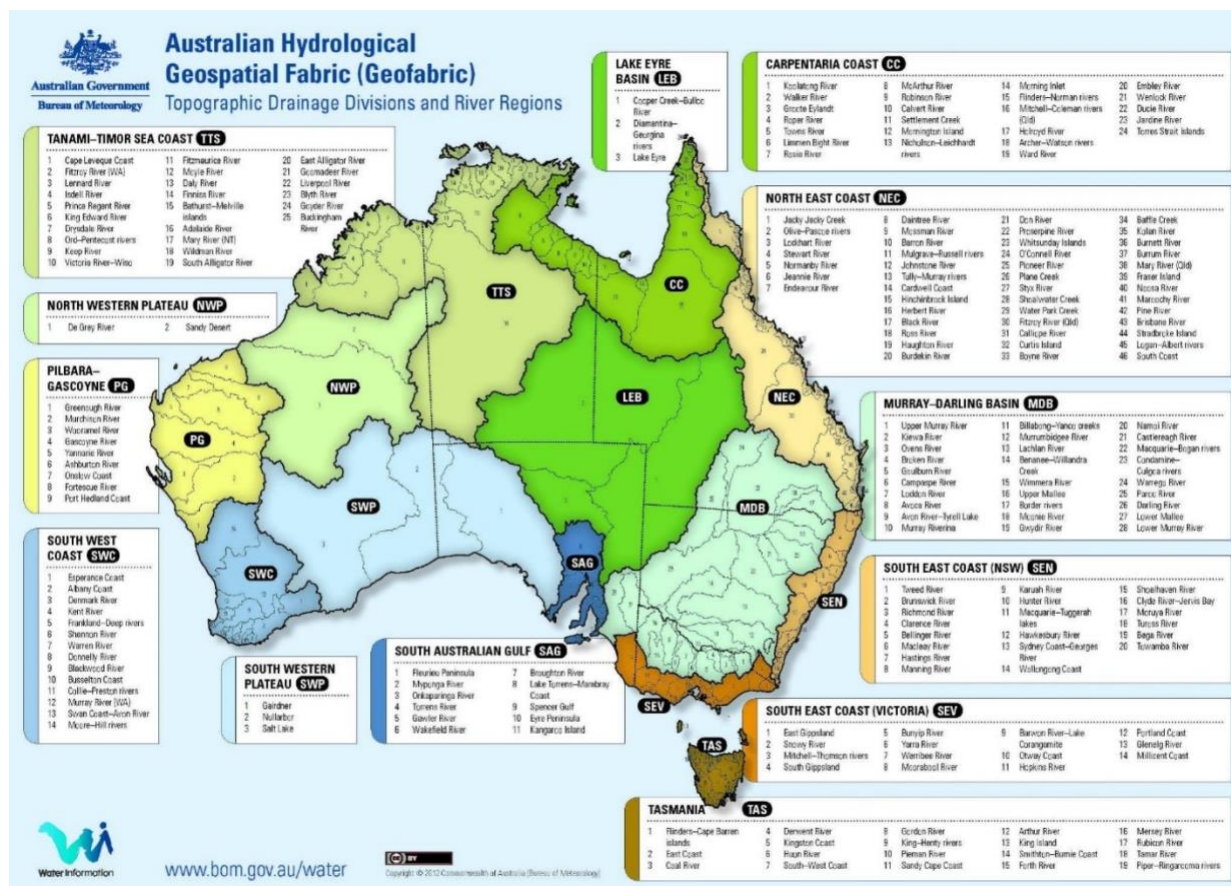 Australian Government
Bureau of Meteorology
Australian Hydrological
Geospatial Fabric (Geofabric)
Topographic Drainage Divisions and River Regions
LAKE EYRE
BASIN LEB
1 Cooper Creek–Bulloo
River
2 Diamantina–
Georgina
rivers
3 Lake Eyre
CARPENTARIA COAST CC
1 Koolatong River
2 Walker River
3 Groote Eylandt
4 Roper River
5 Towns River
6 Limmen Bight River
7 Rosie River
8 McArthur River
9 Robinson River
10 Calvert River
11 Settlement Creek
12 Mornington Island
13 Nicholson–Leichhardt
rivers
14 Morning Inlet
15 Flinders–Norman rivers
16 Mitchell–Coleman rivers
(Qld)
17 Holroyd River
18 Archer–Watson rivers
19 Ward River
20 Embley River
21 Wenlock River
22 Ducie River
23 Jardine River
24 Torres Strait Islands
TANAMI–TIMOR SEA COAST TTS
1 Cape Leveque Coast
2 Fitzroy River (WA)
3 Lennard River
4 Isdell River
5 Prince Regent River
6 King Edward River
7 Drysdale River
8 Ord–Pentecost rivers
9 Keep River
10 Victoria River–Wiso
11 Fitzmaurice River
12 Moyle River
13 Daly River
14 Finniss River
15 Bathurst–Melville
islands
16 Adelaide River
17 Mary River (NT)
18 Wildman River
19 South Alligator River
20 East Alligator River
21 Goomadeer River
22 Liverpool River
23 Blyth River
24 Goyder River
25 Buckingham
River
NORTH EAST COAST NEC
1 Jacky Jacky Creek
2 Olive–Pascoe rivers
3 Lockhart River
4 Stewart River
5 Normanby River
6 Jeannie River
7 Endeavour River
8 Daintree River
9 Mossman River
10 Barron River
11 Mulgrave–Russell rivers
12 Johnstone River
13 Tully–Murray rivers
14 Cardwell Coast
15 Hinchinbrook Island
16 Herbert River
17 Black River
18 Ross River
19 Haughton River
20 Burdekin River
21 Don River
22 Proserpine River
23 Whitsunday Islands
24 O'Connell River
25 Pioneer River
26 Plane Creek
27 Styx River
28 Shoalwater Creek
29 Water Park Creek
30 Fitzroy River (Qld)
31 Calliope River
32 Curtis Island
33 Boyne River
34 Baffle Creek
35 Kolan River
36 Burnett River
37 Burrum River
38 Mary River (Qld)
39 Fraser Island
40 Noosa River
41 Maroochy River
42 Pine River
43 Brisbane River
44 Stradbroke Island
45 Logan–Albert rivers
46 South Coast
NORTH WESTERN PLATEAU NWP
1 De Grey River
2 Sandy Desert
PILBARA–
GASCOYNE PG
1 Greenough River
2 Murchison River
3 Wooramel River
4 Gascoyne River
5 Yannarie River
6 Ashburton River
7 Onslow Coast
8 Fortescue River
9 Port Hedland Coast
TTS
CC
NWP
LEB
NEC
PG
SWP
MDB
SWC
SAG
SEN
SEV
TAS
MURRAY–DARLING BASIN MDB
1 Upper Murray River
2 Kiewa River
3 Ovens River
4 Broken River
5 Goulburn River
6 Campaspe River
7 Loddon River
8 Avoca River
9 Avon River–Tyrell Lake
10 Murray Riverina
11 Billabong–Yanco creeks
12 Murrumbidgee River
13 Lachlan River
14 Benanee–Willandra
Creek
15 Wimmera River
16 Upper Mallee
17 Border rivers
18 Moonie River
19 Gwydir River
20 Namoi River
21 Castlereagh River
22 Macquarie–Bogan rivers
23 Condamine–
Culgoa rivers
24 Warrego River
25 Paroo River
26 Darling River
27 Lower Mallee
28 Lower Murray River
SOUTH WEST
COAST SWC
1 Esperance Coast
2 Albany Coast
3 Denmark River
4 Kent River
5 Frankland–Deep rivers
6 Shannon River
7 Warren River
8 Donnelly River
9 Blackwood River
10 Busselton Coast
11 Collie–Preston rivers
12 Murray River (WA)
13 Swan Coast–Avon River
14 Moore–Hill rivers
SOUTH EAST COAST (NSW) SEN
1 Tweed River
2 Brunswick River
3 Richmond River
4 Clarence River
5 Bellinger River
6 Macleay River
7 Hastings River
8 Manning River
9 Karuah River
10 Hunter River
11 Macquarie–Tuggerah
lakes
12 Hawkesbury River
13 Sydney Coast–Georges
River
14 Wollongong Coast
15 Shoalhaven River
16 Clyde River–Jervis Bay
17 Moruya River
18 Tuross River
19 Bega River
20 Towamba River
SOUTH WESTERN
PLATEAU SWP
1 Gairdner
2 Nullarbor
3 Salt Lake
SOUTH AUSTRALIAN GULF SAG
1 Fleurieu Peninsula
2 Myponga River
3 Onkaparinga River
4 Torrens River
5 Gawler River
6 Wakefield River
7 Broughton River
8 Lake Torrens–Mambray
Coast
9 Spencer Gulf
10 Eyre Peninsula
11 Kangaroo Island
SOUTH EAST COAST (VICTORIA) SEV
1 East Gippsland
2 Snowy River
3 Mitchell–Thomson rivers
4 South Gippsland
5 Bunyip River
6 Yarra River
7 Werribee River
8 Moorabool River
9 Barwon River–Lake
Corangamite
10 Otway Coast
11 Hopkins River
12 Portland Coast
13 Glenelg River
14 Millicent Coast
TASMANIA TAS
1 Flinders–Cape Barren
islands
2 East Coast
3 Coal River
4 Derwent River
5 Kingston Coast
6 Huon River
7 South–West Coast
8 Gordon River
9 King–Henty rivers
10 Pieman River
11 Sandy Cape Coast
12 Arthur River
13 King Island
14 Smithton–Burnie Coast
15 Forth River
16 Mersey River
17 Rubicon River
18 Tamar River
19 Piper–Ringarooma rivers
Water Information
www.bom.gov.au/water
CC BY
Copyright © 2012 Commonwealth of Australia (Bureau of Meteorology)